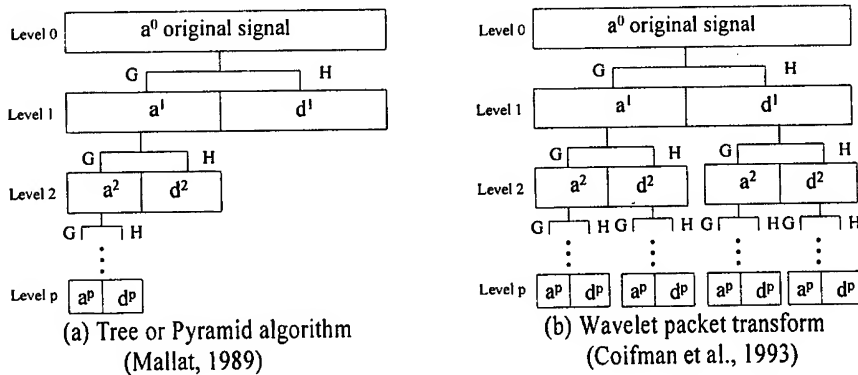 Level 0
a⁰ original signal
G H
Level 1
a¹ d¹
G H
Level 2
a² d²
G H
Level p
aᵖ dᵖ
(a) Tree or Pyramid algorithm
(Mallat, 1989)
Level 0
a⁰ original signal
G H
Level 1
a¹ d¹
G H G H
Level 2
a² d² a² d²
G H G H G H G H
Level p
aᵖ dᵖ aᵖ dᵖ aᵖ dᵖ aᵖ dᵖ
(b) Wavelet packet transform
(Coifman et al., 1993)